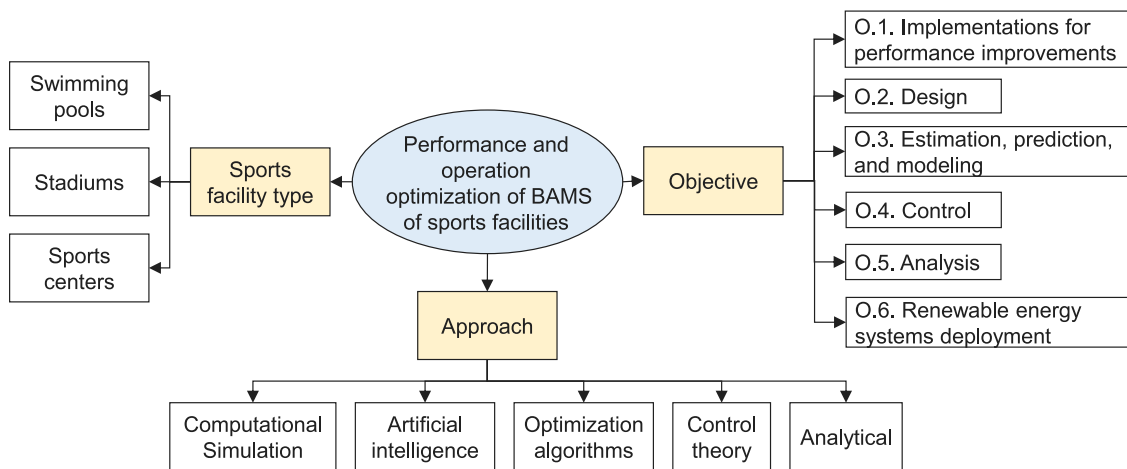 Swimming
pools
Stadiums
Sports
centers
Sports
facility type
Performance and
operation
optimization of BAMS
of sports facilities
Objective
O.1. Implementations for
performance improvements
O.2. Design
O.3. Estimation, prediction,
and modeling
O.4. Control
O.5. Analysis
O.6. Renewable energy
systems deployment
Approach
Computational
Simulation
Artificial
intelligence
Optimization
algorithms
Control
theory
Analytical